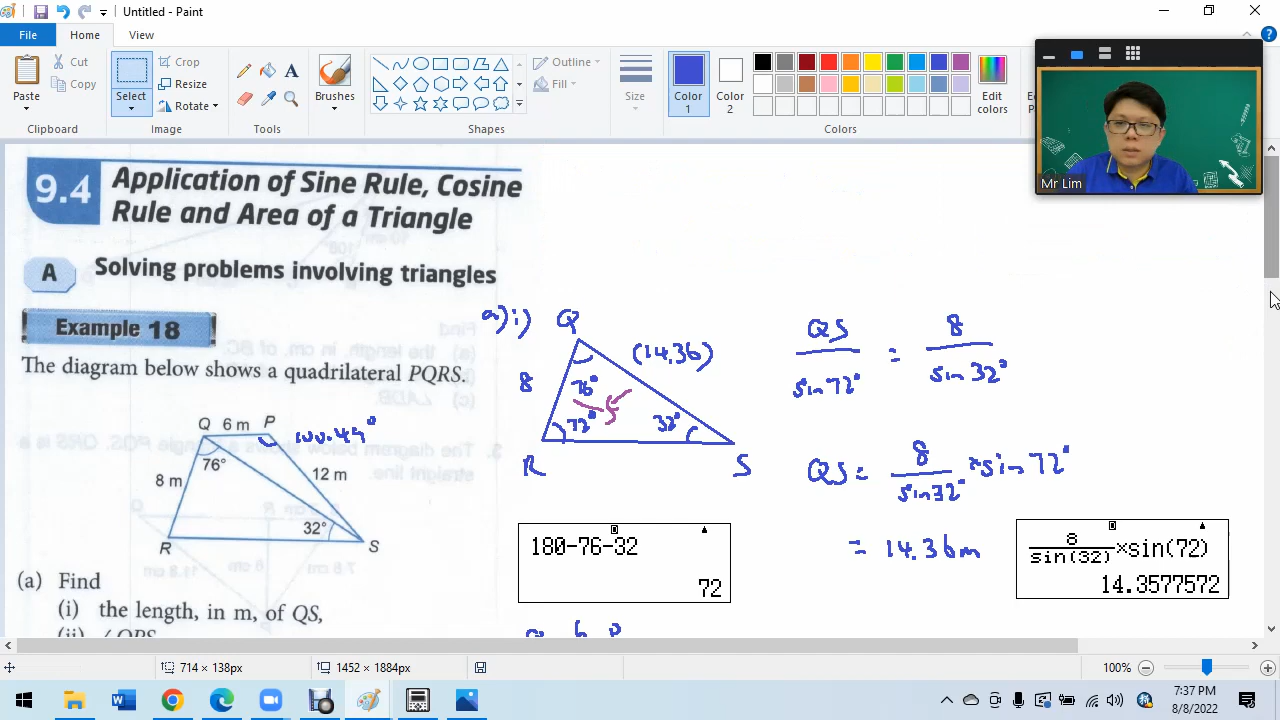 Untitled - Paint
File
Home
View
Paste
Cut
Copy
Clipboard
Select
Crop
Resize
Rotate
Image
Tools
Brushes
Shapes
Outline
Fill
Size
Color
1
Color
2
Edit
colors
Colors
Mr Lim
9.4
Application of Sine Rule, Cosine
Rule and Area of a Triangle
A
Solving problems involving triangles
Example 18
The diagram below shows a quadrilateral PQRS.
Q 6 m P
100.49°
76°
8 m
12 m
32°
R
S
(a) Find
(i) the length, in m, of QS,
(ii) ∠QPS
a) i)
Q
(14.36)
8
76°
72°
32°
R
S
QS / sin 72° = 8 / sin 32°
QS = 8 / sin 32° × sin 72°
= 14.36 m
180-76-32
72
8 / sin(32) ×sin(72)
14.3577572
Q 6 P
714 × 138px
1452 × 1884px
100%
7:37 PM
8/8/2022